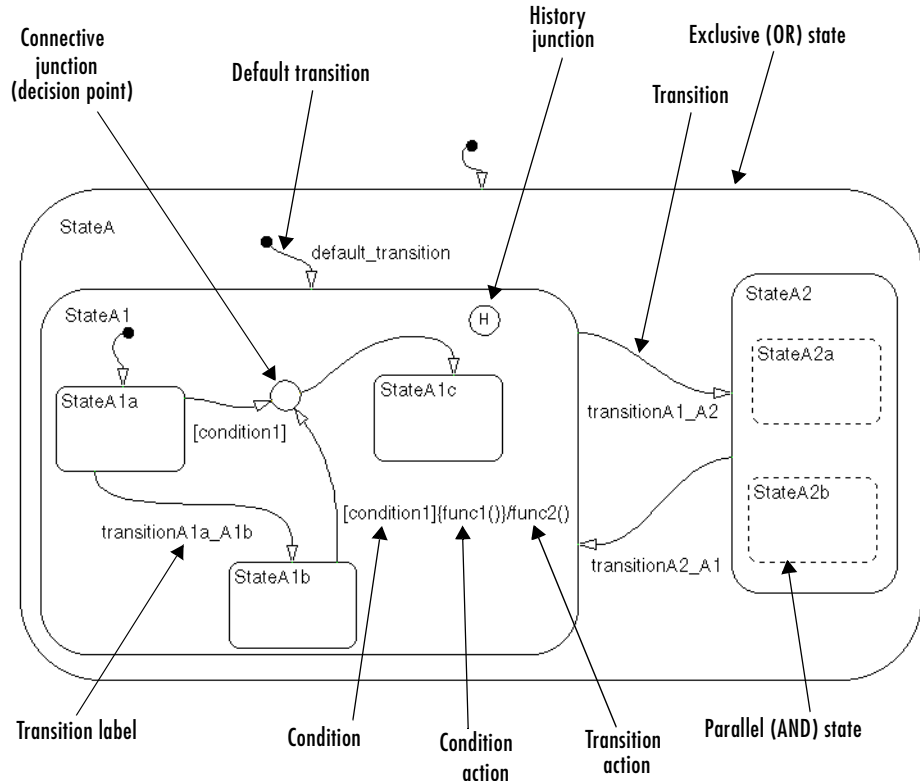 History
junction
Exclusive (OR) state
Connective
junction
(decision point)
Default transition
Transition
StateA
default_transition
StateA1
H
StateA2
StateA2a
StateA1a
StateA1c
[condition1]
transitionA1_A2
StateA2b
transitionA1a_A1b
[condition1]{func1()}/func2()
transitionA2_A1
StateA1b
Transition label
Condition
Condition
action
Transition
action
Parallel (AND) state